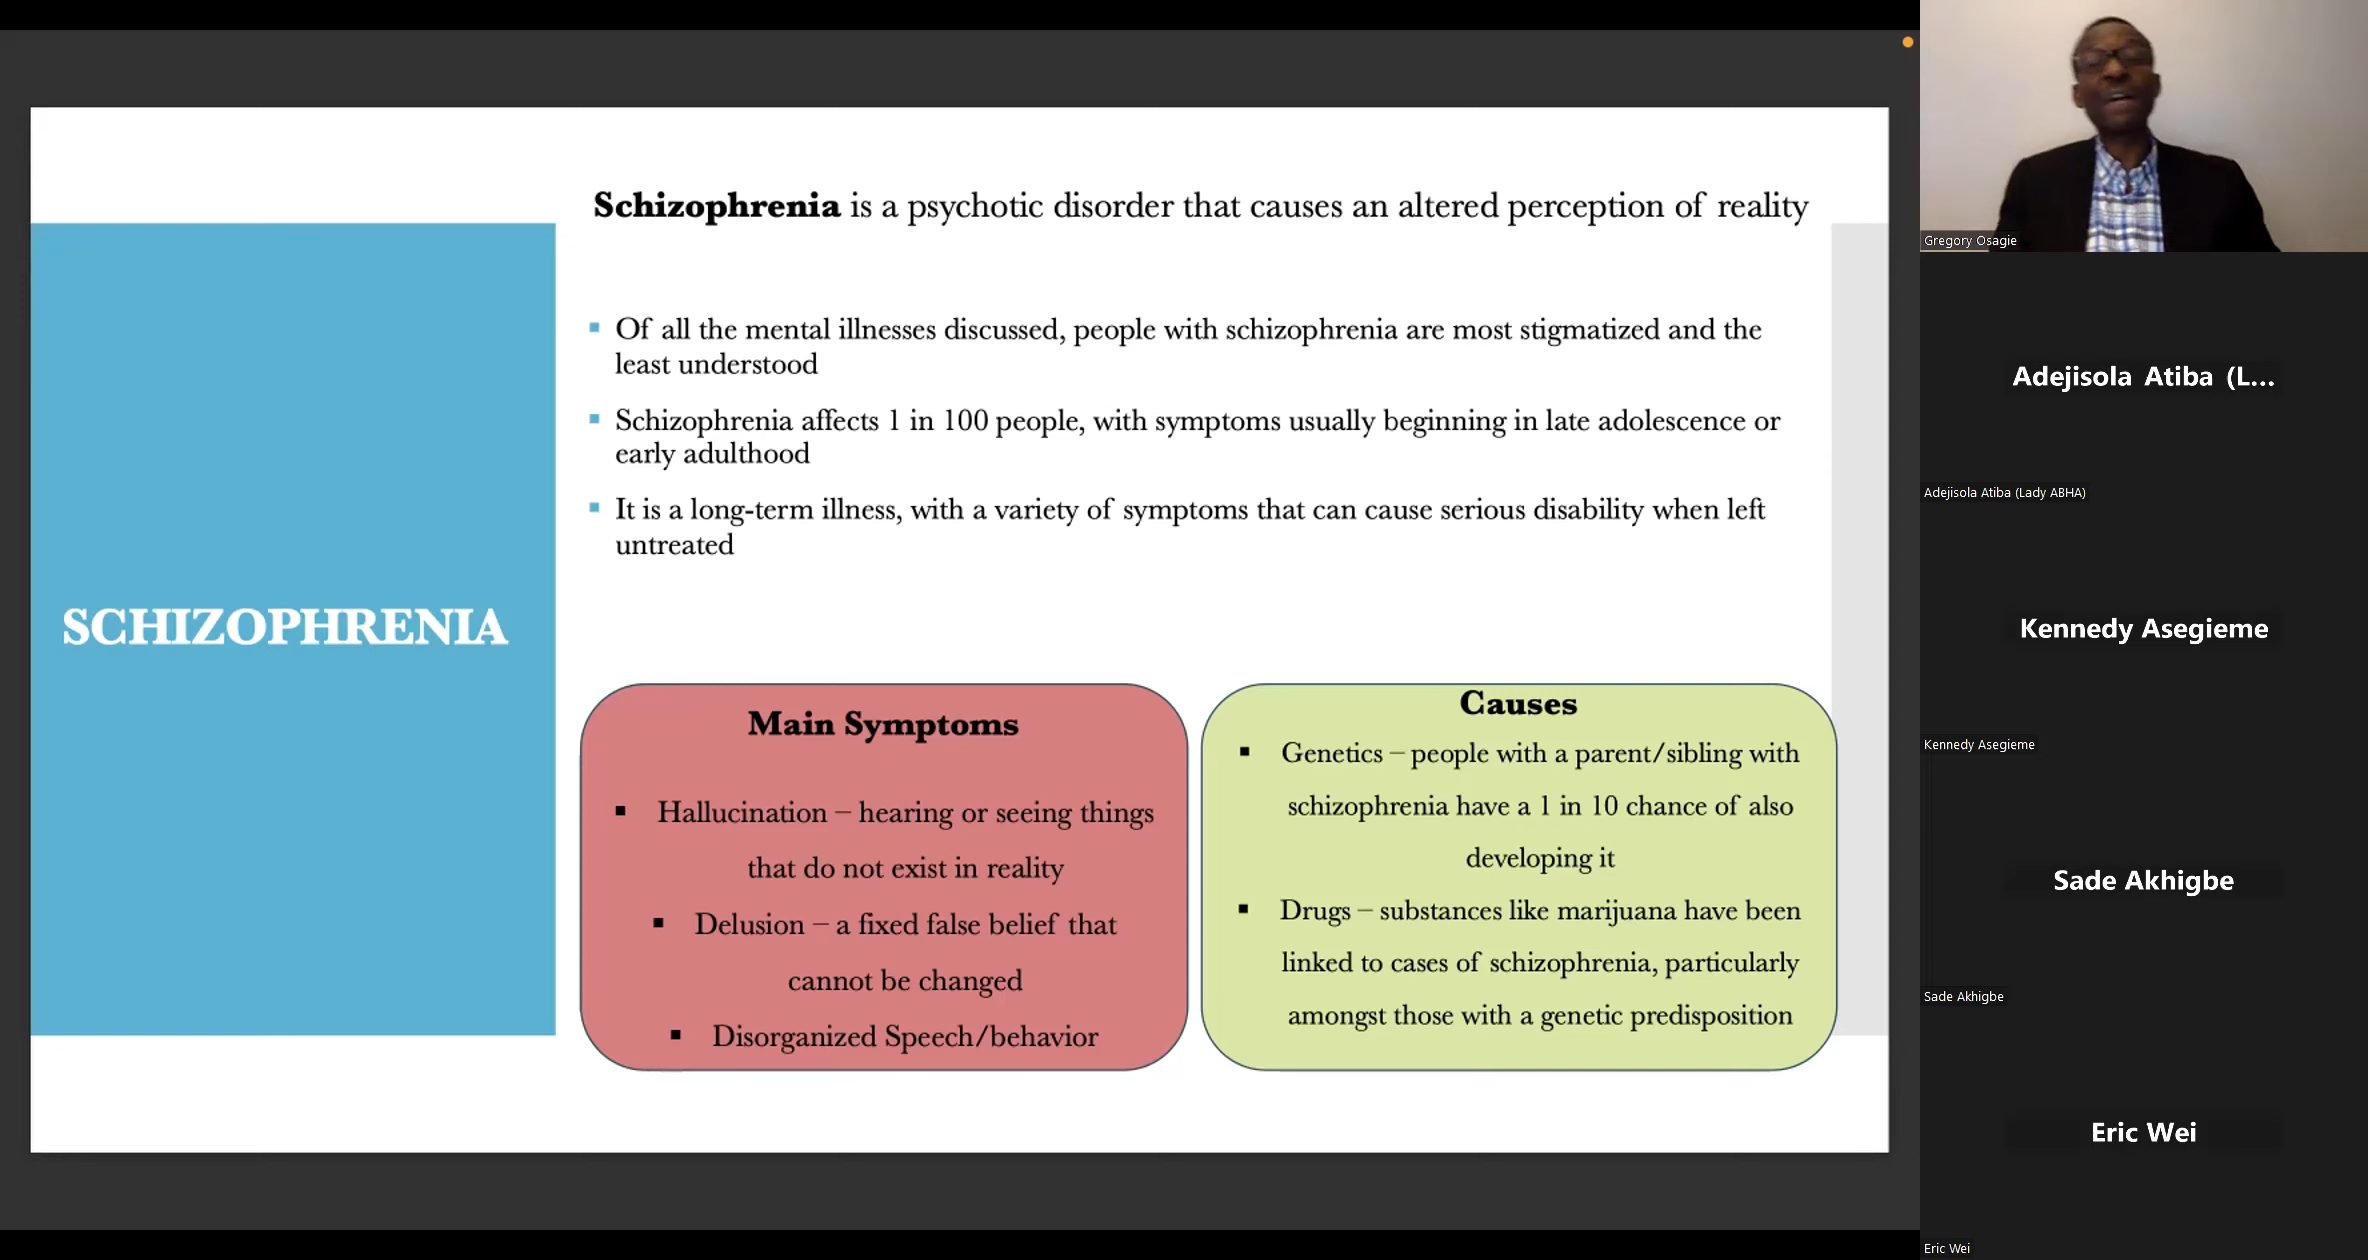 Schizophrenia is a psychotic disorder that causes an altered perception of reality
▪ Of all the mental illnesses discussed, people with schizophrenia are most stigmatized and the
least understood
▪ Schizophrenia affects 1 in 100 people, with symptoms usually beginning in late adolescence or
early adulthood
▪ It is a long-term illness, with a variety of symptoms that can cause serious disability when left
untreated
SCHIZOPHRENIA
Main Symptoms
▪ Hallucination – hearing or seeing things
that do not exist in reality
▪ Delusion – a fixed false belief that
cannot be changed
▪ Disorganized Speech/behavior
Causes
▪ Genetics – people with a parent/sibling with
schizophrenia have a 1 in 10 chance of also
developing it
▪ Drugs – substances like marijuana have been
linked to cases of schizophrenia, particularly
amongst those with a genetic predisposition
Gregory Osagie
Adejisola Atiba (L...
Adejisola Atiba (Lady ABHA)
Kennedy Asegieme
Kennedy Asegieme
Sade Akhigbe
Sade Akhigbe
Eric Wei
Eric Wei